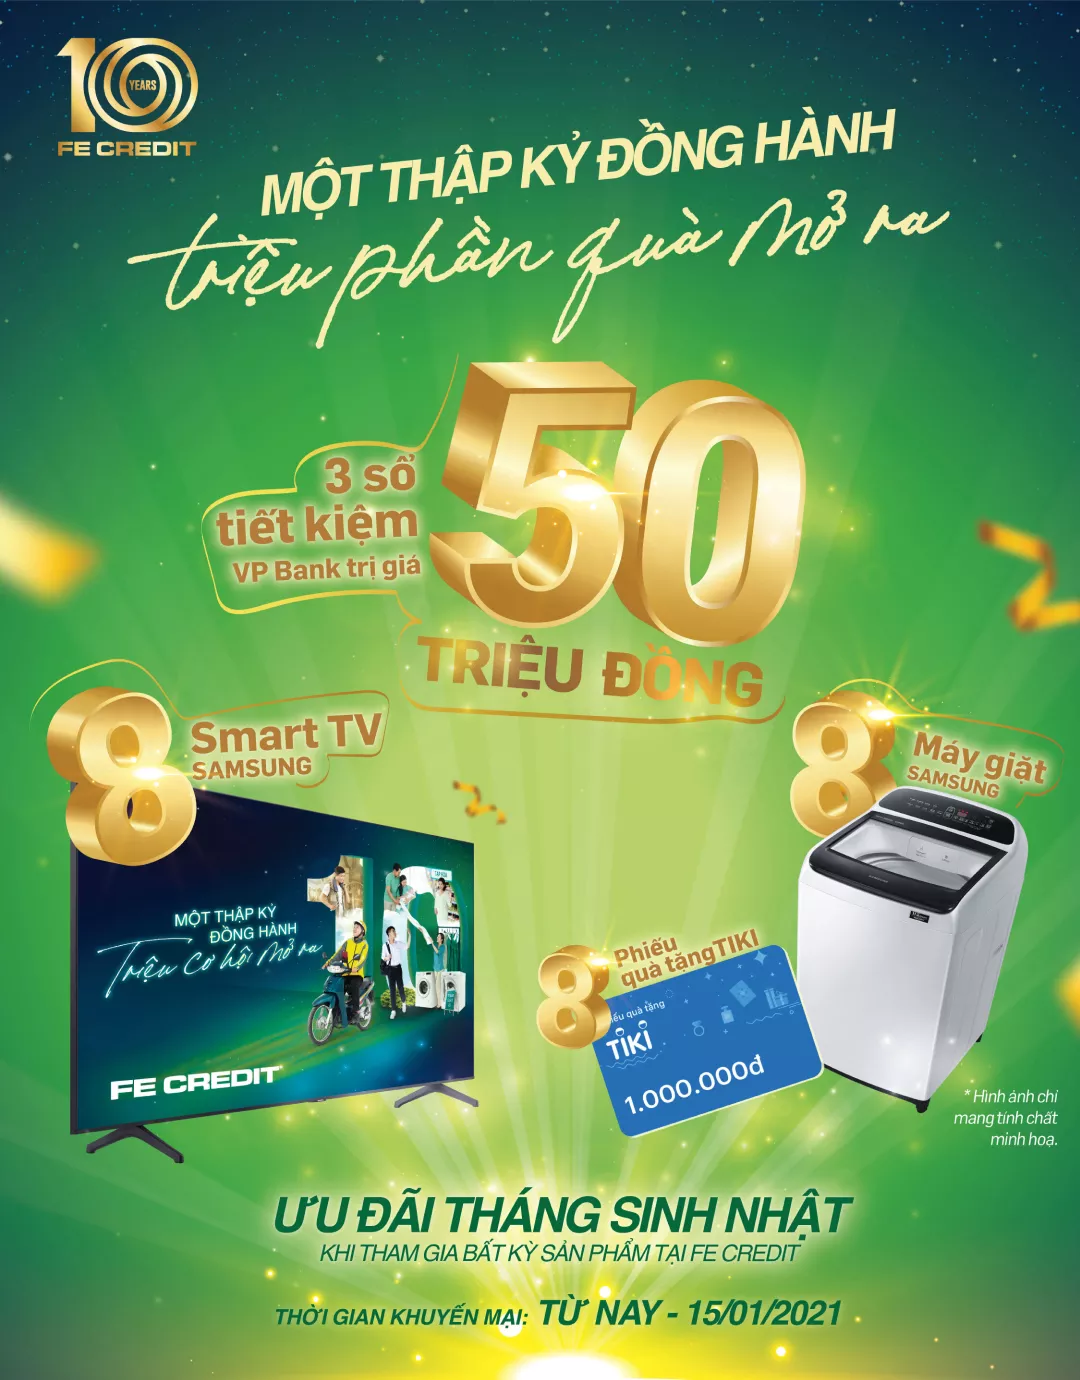 10 YEARS
FE CREDIT
MỘT THẬP KỶ ĐỒNG HÀNH
triệu phần quà mở ra
3 sổ
tiết kiệm
VP Bank trị giá
50
TRIỆU ĐỒNG
8
Smart TV
SAMSUNG
8
Máy giặt
SAMSUNG
MỘT THẬP KỶ
ĐỒNG HÀNH
Triệu cơ hội mở ra
10
FE CREDIT
8
Phiếu
quà tặng TIKI
iếu quà tặng
TIKI
1.000.000đ
* Hình ảnh chỉ
mang tính chất
minh hoạ.
ƯU ĐÃI THÁNG SINH NHẬT
KHI THAM GIA BẤT KỲ SẢN PHẨM TẠI FE CREDIT
THỜI GIAN KHUYẾN MẠI: TỪ NAY - 15/01/2021